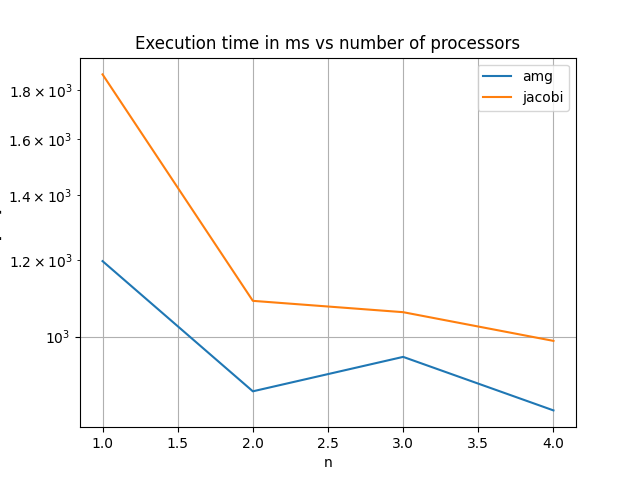 Execution time in ms vs number of processors
amg
jacobi
1.8 × 10³
1.6 × 10³
1.4 × 10³
1.2 × 10³
10³
1.0 1.5 2.0 2.5 3.0 3.5 4.0
n